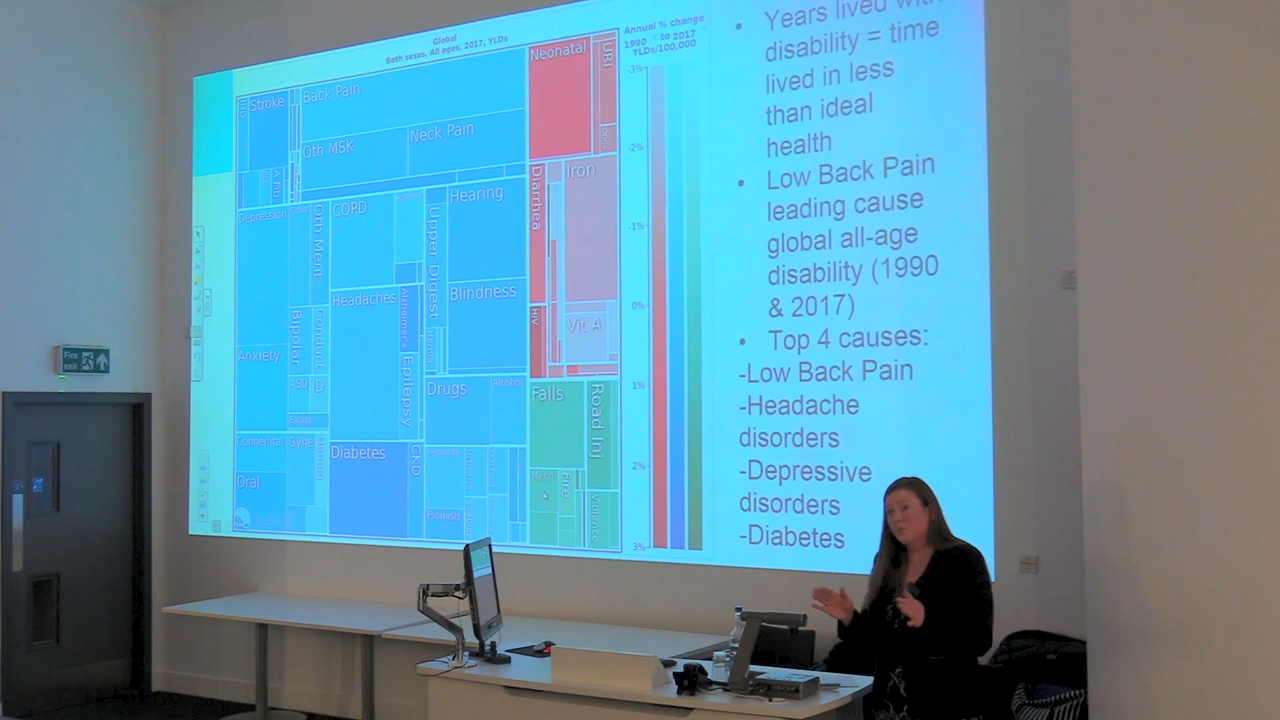 Global
Both sexes, All ages, 2017, YLDs
Annual % change
1990 to 2017
YLDs/100,000
-3%
-2%
-1%
0%
1%
2%
3%
Stroke
Back Pain
Oth MSK
Neck Pain
Neonatal
URI
Depression
Oth Ment
COPD
Upper Digest
Hearing
Blindness
Headaches
Alzheimer's
Epilepsy
Bipolar
Conduct
Anxiety
ASD
ID
Eating
Drugs
Alcohol
Congenital
Gyne
Oral
Diabetes
CKD
Psoriasis
Diarrhea
Iron
HIV
Vit A
Falls
Road Inj
Mech
Fire
Violence
• Years lived with
disability = time
lived in less
than ideal
health
• Low Back Pain
leading cause
global all-age
disability (1990
& 2017)
• Top 4 causes:
-Low Back Pain
-Headache
disorders
-Depressive
disorders
-Diabetes
Fire
exit